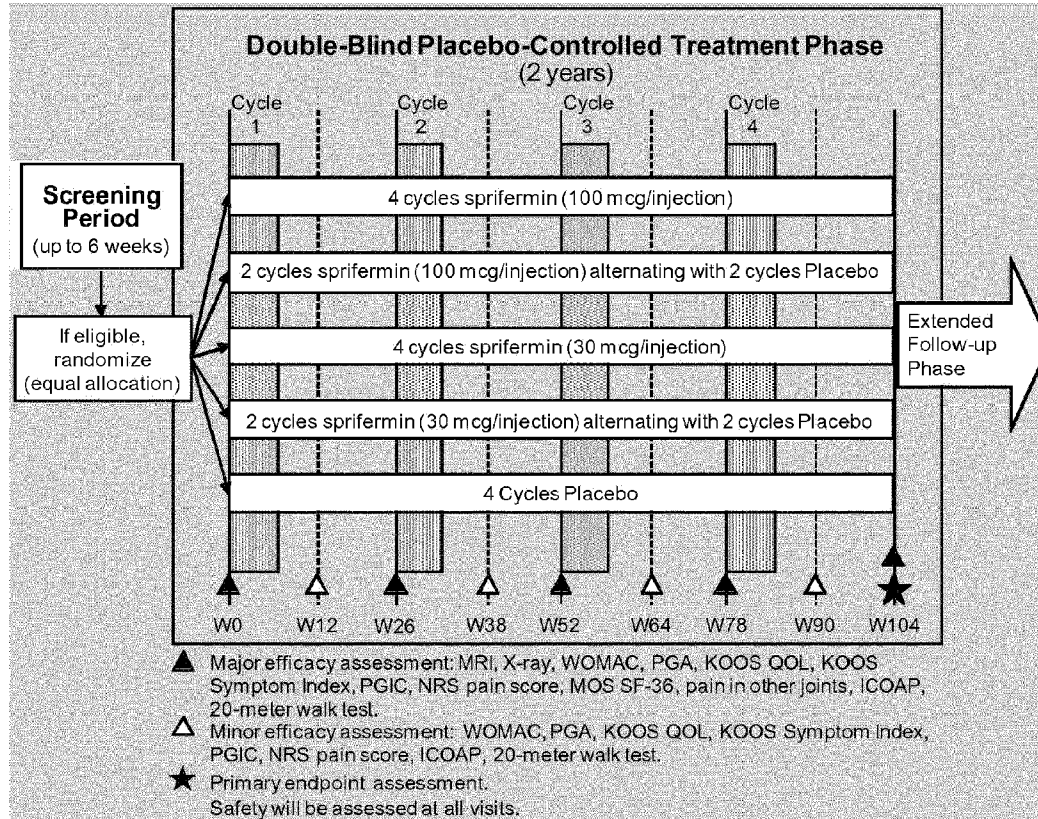 Double-Blind Placebo-Controlled Treatment Phase
(2 years)
Cycle
1
Cycle
2
Cycle
3
Cycle
4
Screening
Period
(up to 6 weeks)
If eligible,
randomize
(equal allocation)
4 cycles sprifermin (100 mcg/injection)
2 cycles sprifermin (100 mcg/injection) alternating with 2 cycles Placebo
4 cycles sprifermin (30 mcg/injection)
2 cycles sprifermin (30 mcg/injection) alternating with 2 cycles Placebo
4 Cycles Placebo
Extended
Follow-up
Phase
W0
W12
W26
W38
W52
W64
W78
W90
W104
Major efficacy assessment: MRI, X-ray, WOMAC, PGA, KOOS QOL, KOOS
Symptom Index, PGIC, NRS pain score, MOS SF-36, pain in other joints, ICOAP,
20-meter walk test.
Minor efficacy assessment: WOMAC, PGA, KOOS QOL, KOOS Symptom Index,
PGIC, NRS pain score, ICOAP, 20-meter walk test.
Primary endpoint assessment.
Safety will be assessed at all visits.